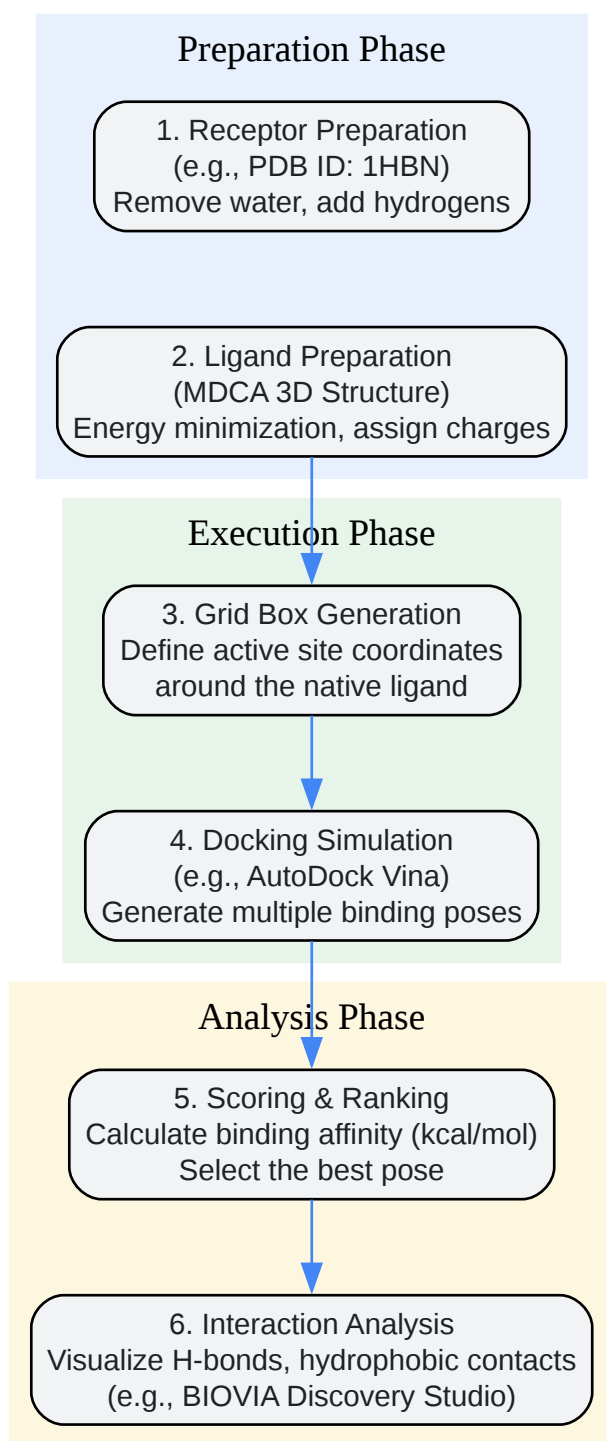 Preparation Phase
1. Receptor Preparation
(e.g., PDB ID: 1HBN)
Remove water, add hydrogens
2. Ligand Preparation
(MDCA 3D Structure)
Energy minimization, assign charges
Execution Phase
3. Grid Box Generation
Define active site coordinates
around the native ligand
4. Docking Simulation
(e.g., AutoDock Vina)
Generate multiple binding poses
Analysis Phase
5. Scoring & Ranking
Calculate binding affinity (kcal/mol)
Select the best pose
6. Interaction Analysis
Visualize H-bonds, hydrophobic contacts
(e.g., BIOVIA Discovery Studio)